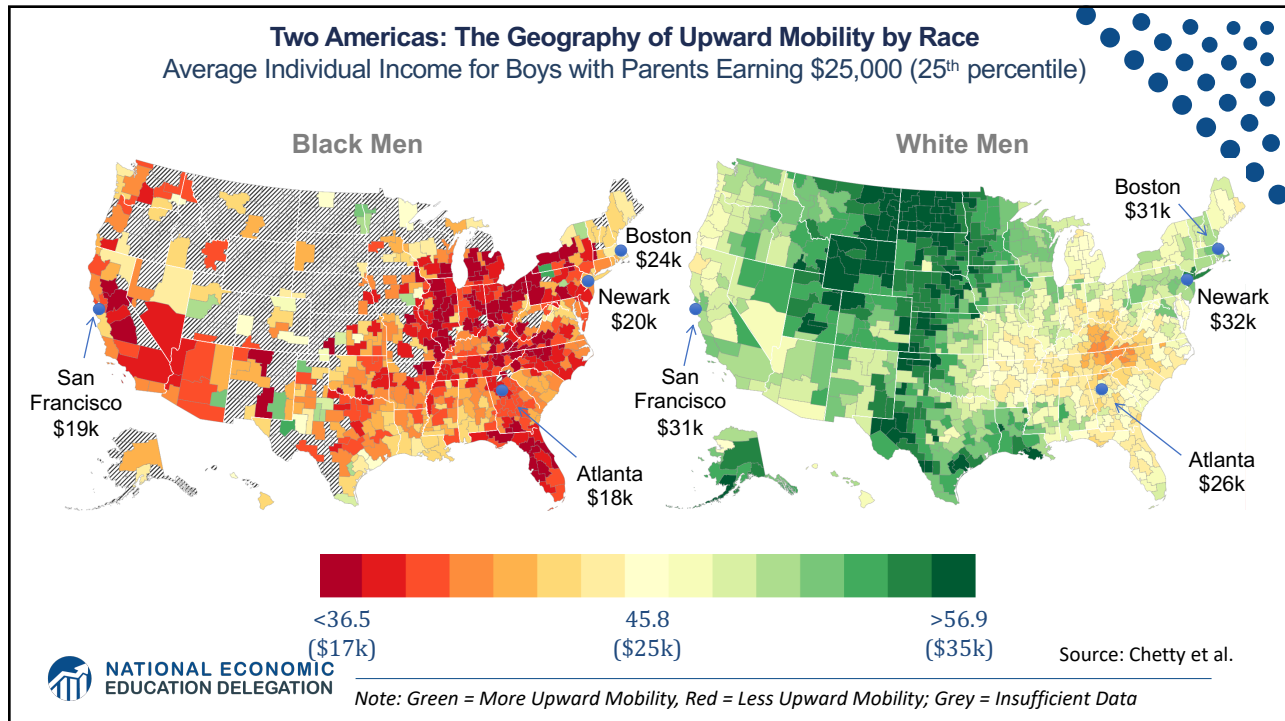 Two Americas: The Geography of Upward Mobility by Race
Average Individual Income for Boys with Parents Earning $25,000 (25th percentile)
Black Men
Boston
$24k
Newark
$20k
San
Francisco
$19k
Atlanta
$18k
White Men
Boston
$31k
Newark
$32k
San
Francisco
$31k
Atlanta
$26k
<36.5
($17k)
45.8
($25k)
>56.9
($35k)
Source: Chetty et al.
NATIONAL ECONOMIC
EDUCATION DELEGATION
Note: Green = More Upward Mobility, Red = Less Upward Mobility; Grey = Insufficient Data